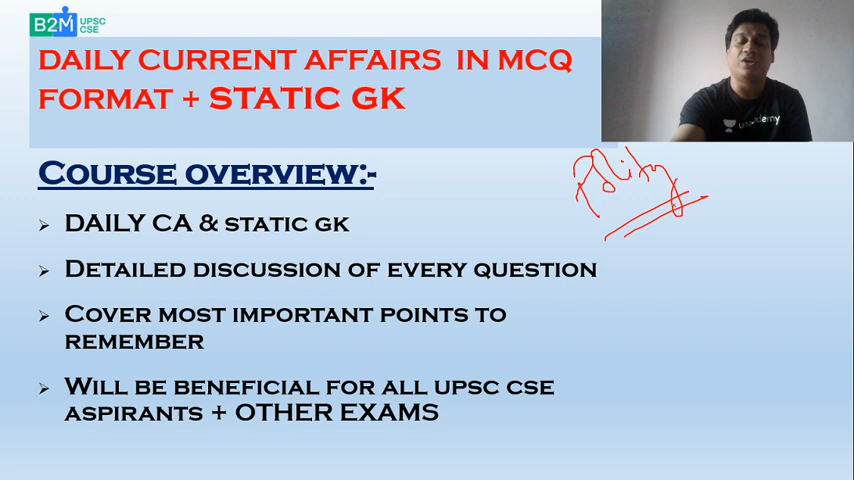 B2M UPSC
CSE
DAILY CURRENT AFFAIRS IN MCQ
FORMAT + STATIC GK
COURSE OVERVIEW:-
Polity
DAILY CA & STATIC GK
DETAILED DISCUSSION OF EVERY QUESTION
COVER MOST IMPORTANT POINTS TO
REMEMBER
WILL BE BENEFICIAL FOR ALL UPSC CSE
ASPIRANTS + OTHER EXAMS